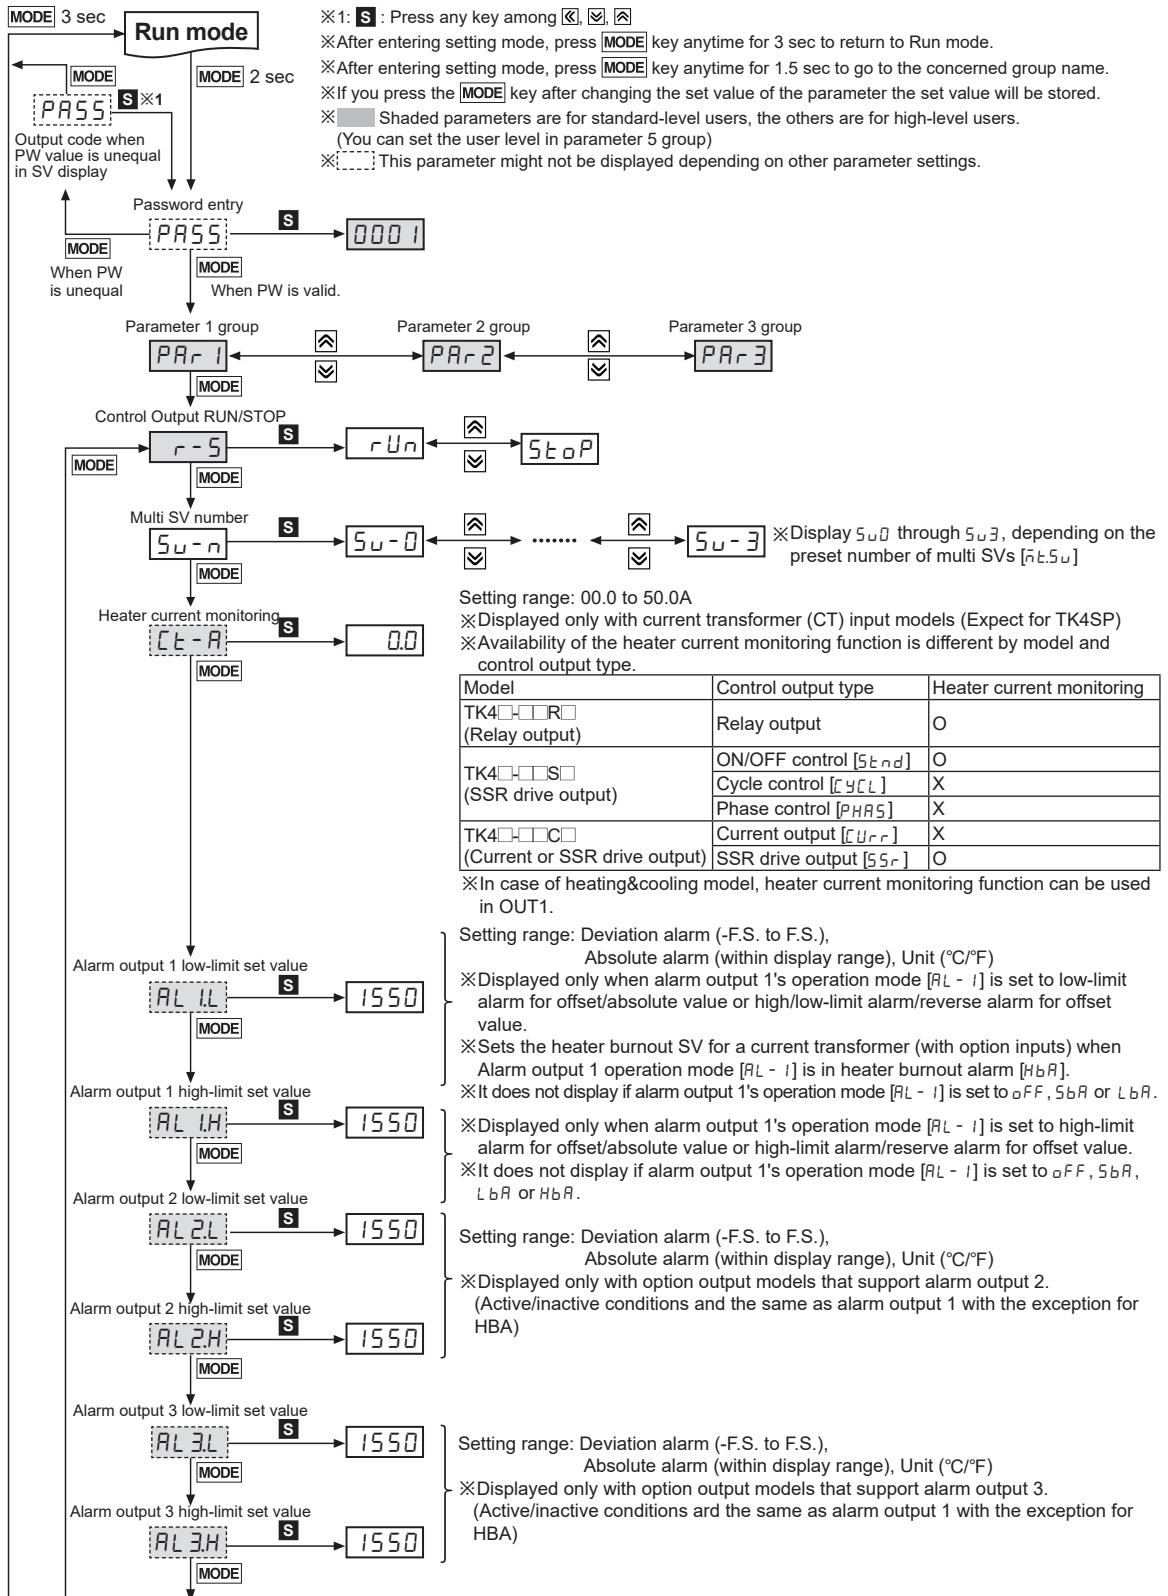 MODE 3 sec
Run mode
MODE
MODE 2 sec
PASS
S ※1
Output code when
PW value is unequal
in SV display
※1: S : Press any key among
※After entering setting mode, press MODE key anytime for 3 sec to return to Run mode.
※After entering setting mode, press MODE key anytime for 1.5 sec to go to the concerned group name.
※If you press the MODE key after changing the set value of the parameter the set value will be stored.
※ Shaded parameters are for standard-level users, the others are for high-level users.
(You can set the user level in parameter 5 group)
※ This parameter might not be displayed depending on other parameter settings.
Password entry
PASS
S
0001
MODE
When PW
is unequal
MODE
When PW is valid.
Parameter 1 group
Parameter 2 group
Parameter 3 group
PAr1
PAr2
PAr3
MODE
Control Output RUN/STOP
r-S
S
rUn
StoP
MODE
MODE
Multi SV number
Su-n
S
Su-0
.......
Su-3
※Display Su0 through Su3, depending on the
preset number of multi SVs [mt.Su]
MODE
Heater current monitoring
Ct-A
S
0.0
MODE
Setting range: 00.0 to 50.0A
※Displayed only with current transformer (CT) input models (Expect for TK4SP)
※Availability of the heater current monitoring function is different by model and
control output type.
Model Control output type Heater current monitoring
TK4□-□□R□
(Relay output)
Relay output O
TK4□-□□S□
(SSR drive output)
ON/OFF control [Stnd] O
Cycle control [CYCL] X
Phase control [PHAS] X
TK4□-□□C□
(Current or SSR drive output)
Current output [CUrr] X
SSR drive output [SSr] O
※In case of heating&cooling model, heater current monitoring function can be used
in OUT1.
Alarm output 1 low-limit set value
AL1.L
S
1550
MODE
Setting range: Deviation alarm (-F.S. to F.S.),
Absolute alarm (within display range), Unit (℃/℉)
※Displayed only when alarm output 1's operation mode [AL-1] is set to low-limit
alarm for offset/absolute value or high/low-limit alarm/reverse alarm for offset
value.
※Sets the heater burnout SV for a current transformer (with option inputs) when
Alarm output 1 operation mode [AL-1] is in heater burnout alarm [HbA].
※It does not display if alarm output 1's operation mode [AL-1] is set to oFF, SbA or LbA.
Alarm output 1 high-limit set value
AL1.H
S
1550
MODE
※Displayed only when alarm output 1's operation mode [AL-1] is set to high-limit
alarm for offset/absolute value or high-limit alarm/reserve alarm for offset value.
※It does not display if alarm output 1's operation mode [AL-1] is set to oFF, SbA,
LbA or HbA.
Alarm output 2 low-limit set value
AL2.L
S
1550
MODE
Alarm output 2 high-limit set value
AL2.H
S
1550
MODE
Setting range: Deviation alarm (-F.S. to F.S.),
Absolute alarm (within display range), Unit (℃/℉)
※Displayed only with option output models that support alarm output 2.
(Active/inactive conditions and the same as alarm output 1 with the exception for
HBA)
Alarm output 3 low-limit set value
AL3.L
S
1550
MODE
Alarm output 3 high-limit set value
AL3.H
S
1550
MODE
Setting range: Deviation alarm (-F.S. to F.S.),
Absolute alarm (within display range), Unit (℃/℉)
※Displayed only with option output models that support alarm output 3.
(Active/inactive conditions ard the same as alarm output 1 with the exception for
HBA)